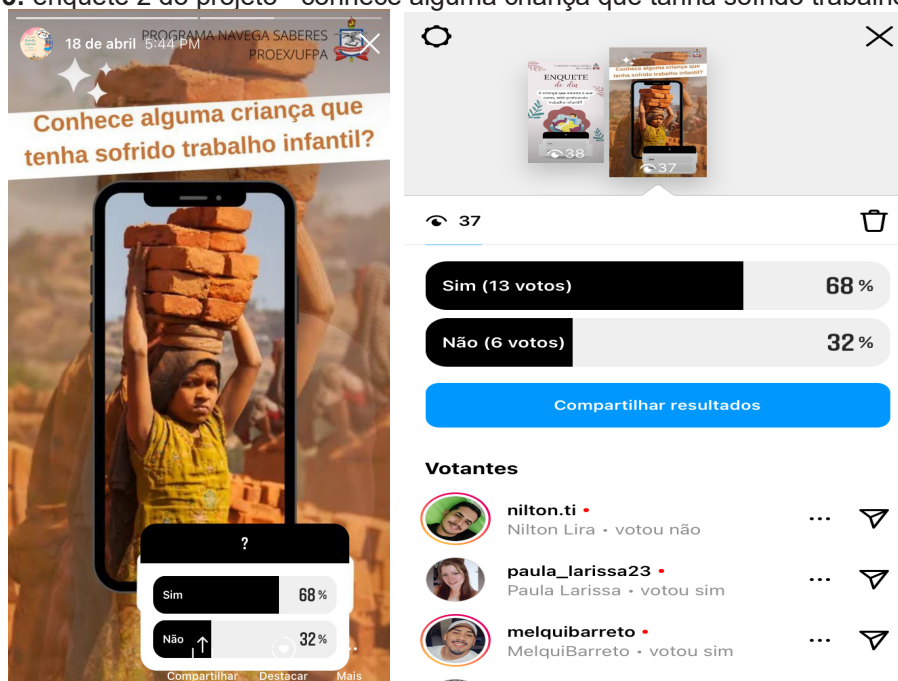 enquete 2 do projeto - conhece alguma criança que tenha sofrido trabalho
18 de abril 5:44 PM
PROGRAMA NAVEGA SABERES
PROEX/UFPA
Conhece alguma criança que
tenha sofrido trabalho infantil?
?
Sim 68%
Não 32%
Compartilhar Destacar Mais
ENQUETE
do dia
38
Conhece alguma criança que
tenha sofrido trabalho infantil?
37
37
Sim (13 votos) 68%
Não (6 votos) 32%
Compartilhar resultados
Votantes
nilton.ti •
Nilton Lira • votou não
paula_larissa23 •
Paula Larissa • votou sim
melquibarreto •
MelquiBarreto • votou sim